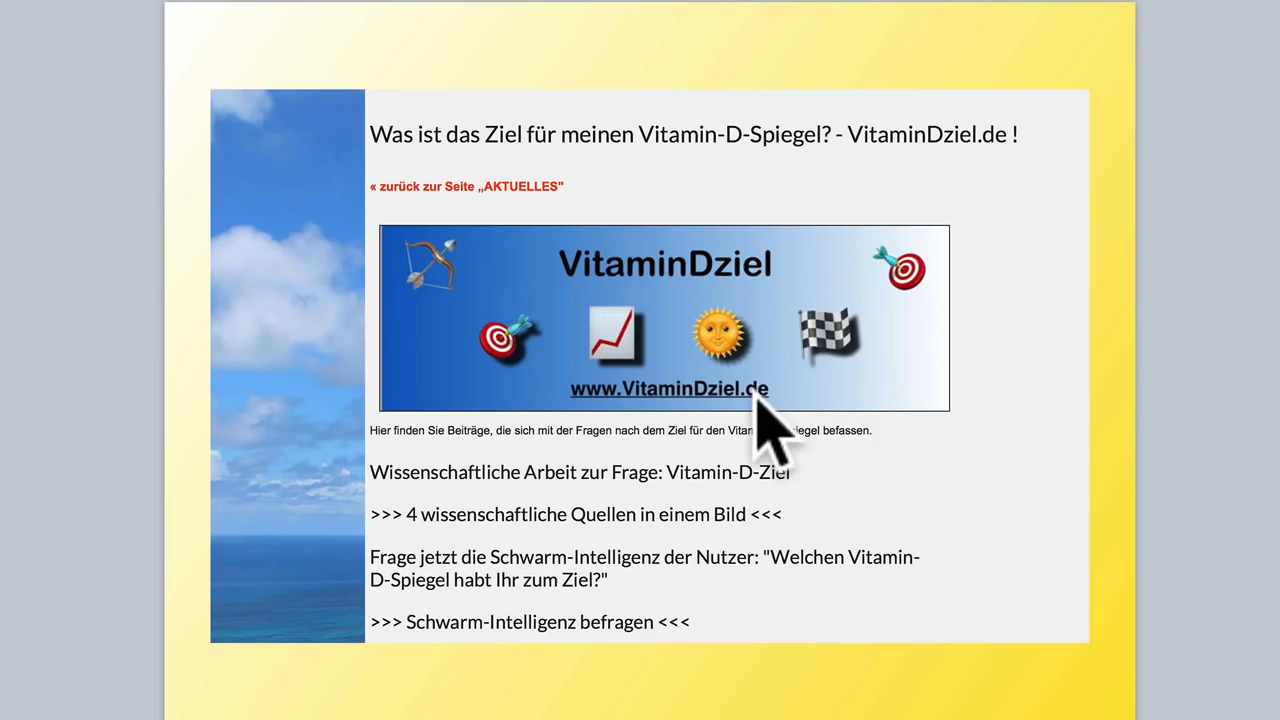 Was ist das Ziel für meinen Vitamin-D-Spiegel? - VitaminDziel.de !
« zurück zur Seite „AKTUELLES"
VitaminDziel
www.VitaminDziel.de
Hier finden Sie Beiträge, die sich mit der Fragen nach dem Ziel für den befassen.
Wissenschaftliche Arbeit zur Frage: Vitamin-D-Ziel
>>> 4 wissenschaftliche Quellen in einem Bild <<<
Frage jetzt die Schwarm-Intelligenz der Nutzer: "Welchen Vitamin-
D-Spiegel habt Ihr zum Ziel?"
>>> Schwarm-Intelligenz befragen <<<